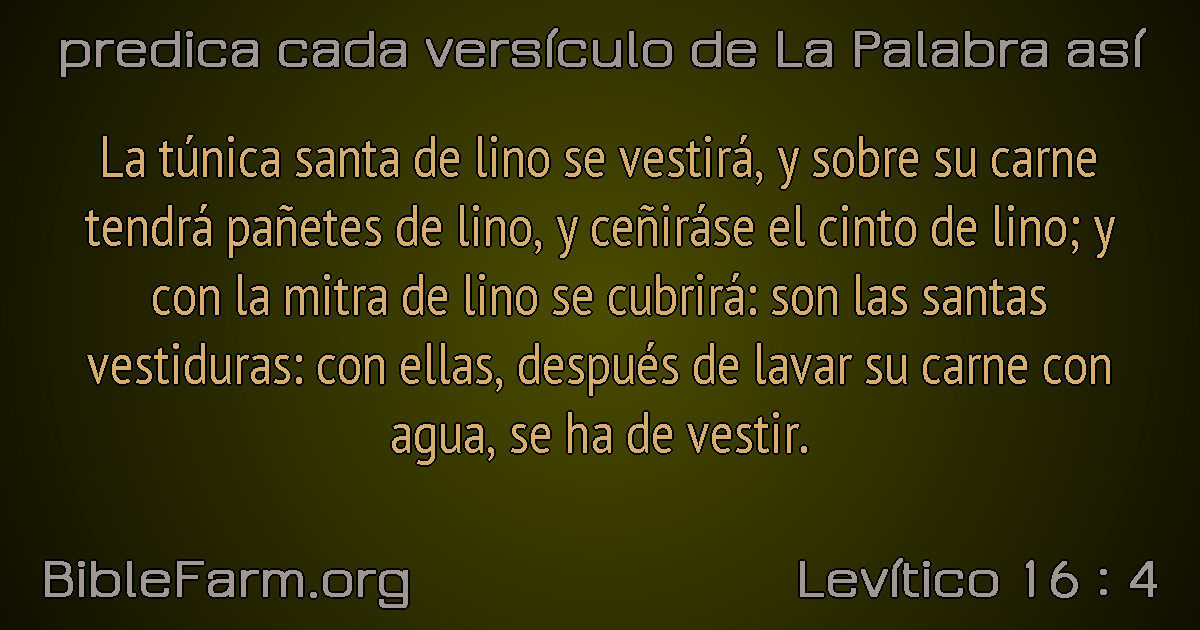 predica cada versículo de La Palabra así
La túnica santa de lino se vestirá, y sobre su carne
tendrá pañetes de lino, y ceñiráse el cinto de lino; y
con la mitra de lino se cubrirá: son las santas
vestiduras: con ellas, después de lavar su carne con
agua, se ha de vestir.
BibleFarm.org
Levítico 16 : 4